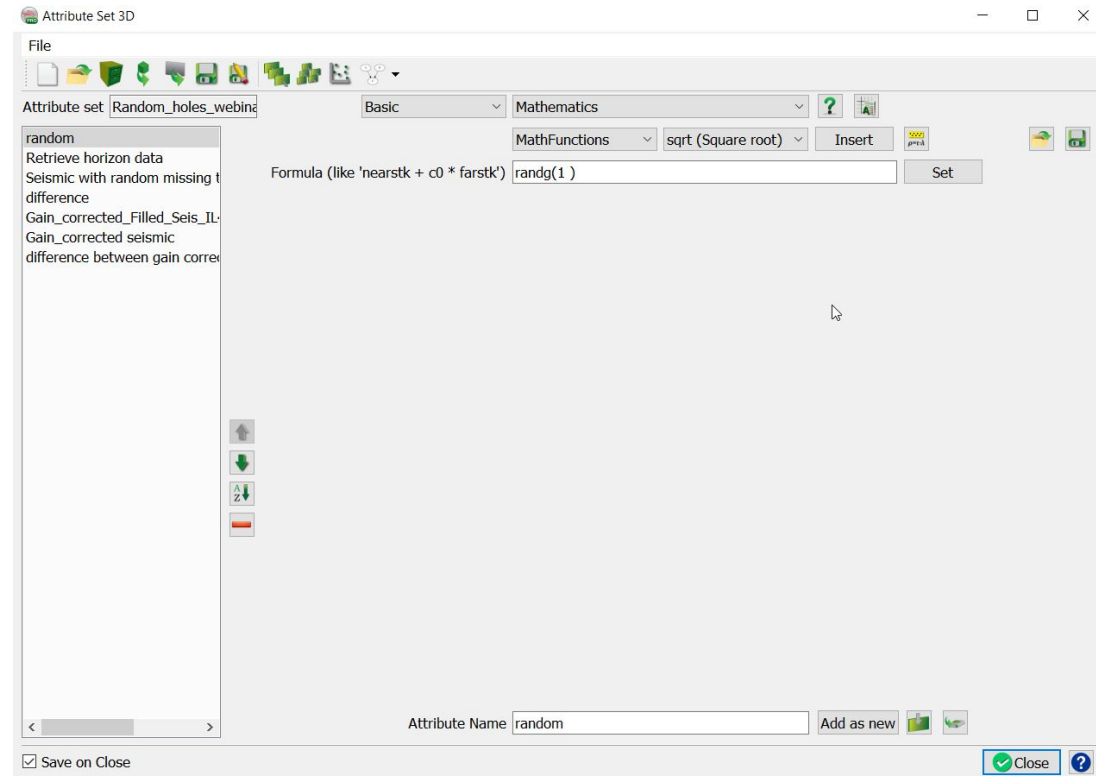 Attribute Set 3D
File
Attribute set Random_holes_webina Basic Mathematics
random MathFunctions sqrt (Square root) Insert
Retrieve horizon data
Seismic with random missing t Formula (like 'nearstk + c0 * farstk') randg(1 ) Set
difference
Gain_corrected_Filled_Seis_IL-
Gain_corrected seismic
difference between gain correc
Attribute Name random Add as new
Save on Close Close